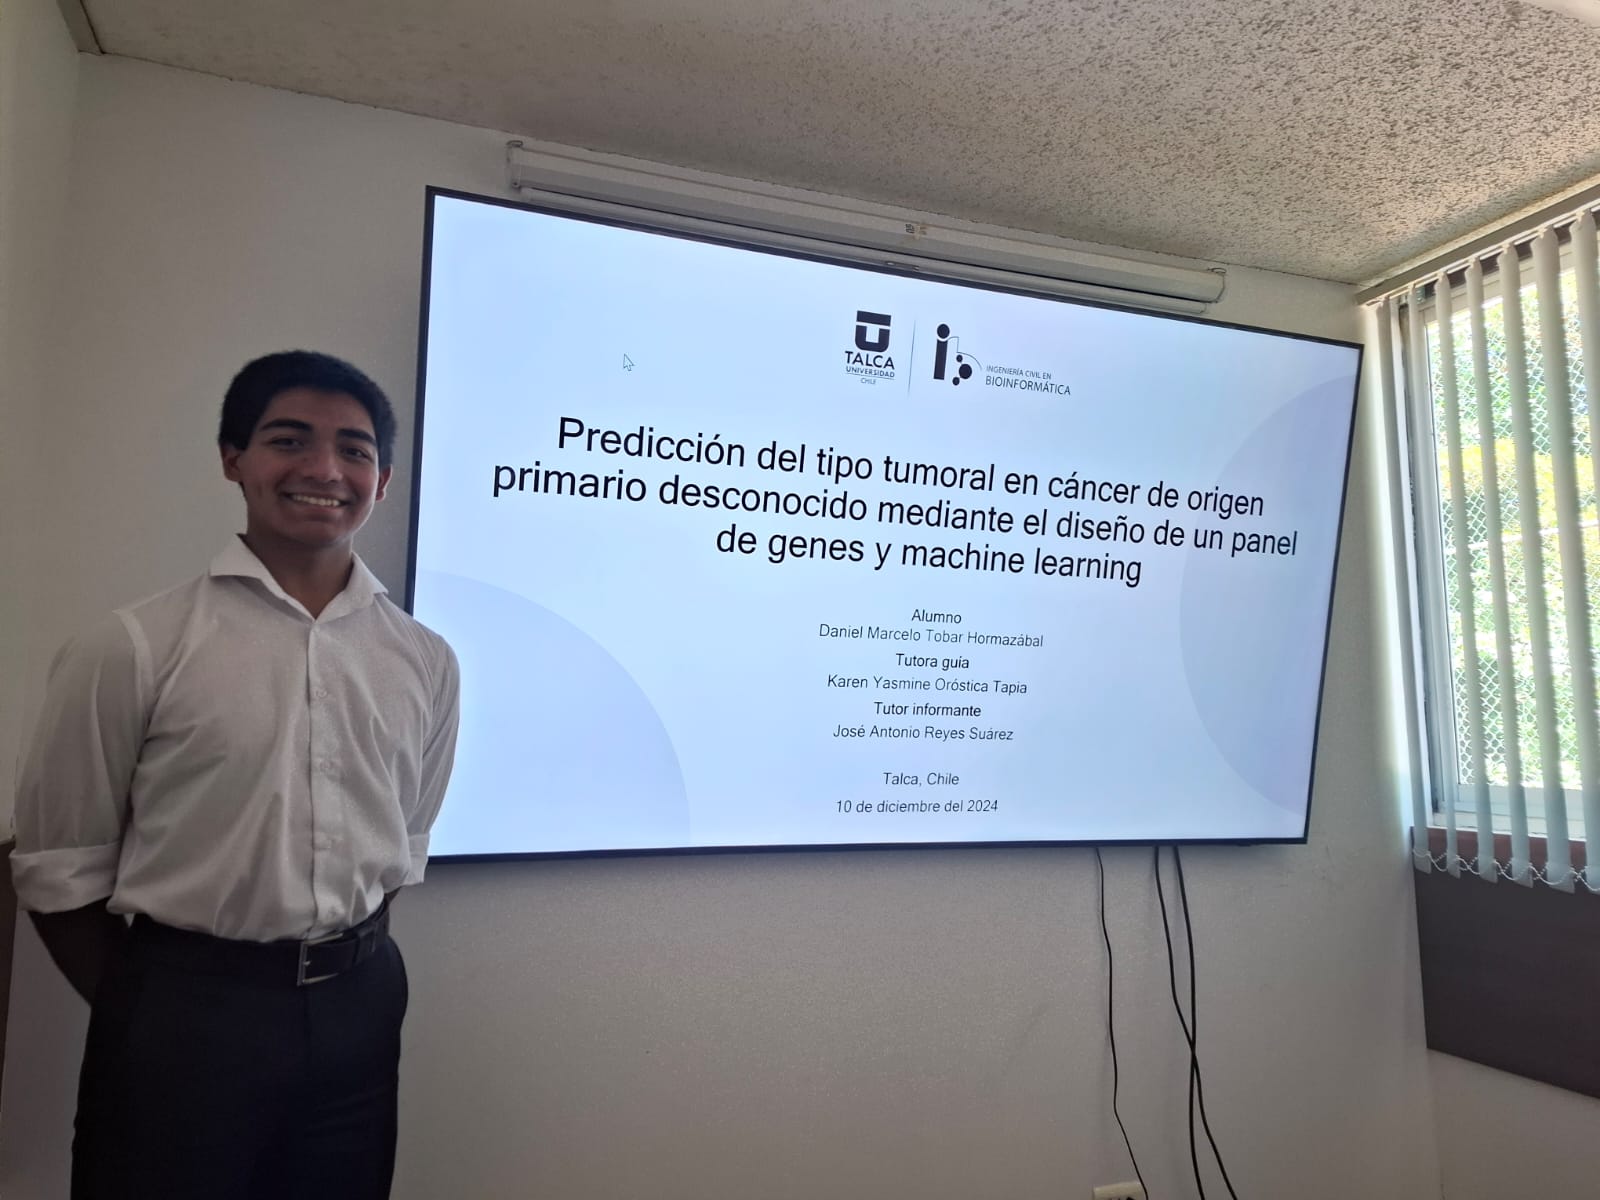 TALCA
UNIVERSIDAD
CHILE
INGENIERÍA CIVIL EN
BIOINFORMÁTICA
Predicción del tipo tumoral en cáncer de origen
primario desconocido mediante el diseño de un panel
de genes y machine learning
Alumno
Daniel Marcelo Tobar Hormazábal
Tutora guía
Karen Yasmine Oróstica Tapia
Tutor informante
José Antonio Reyes Suárez
Talca, Chile
10 de diciembre del 2024